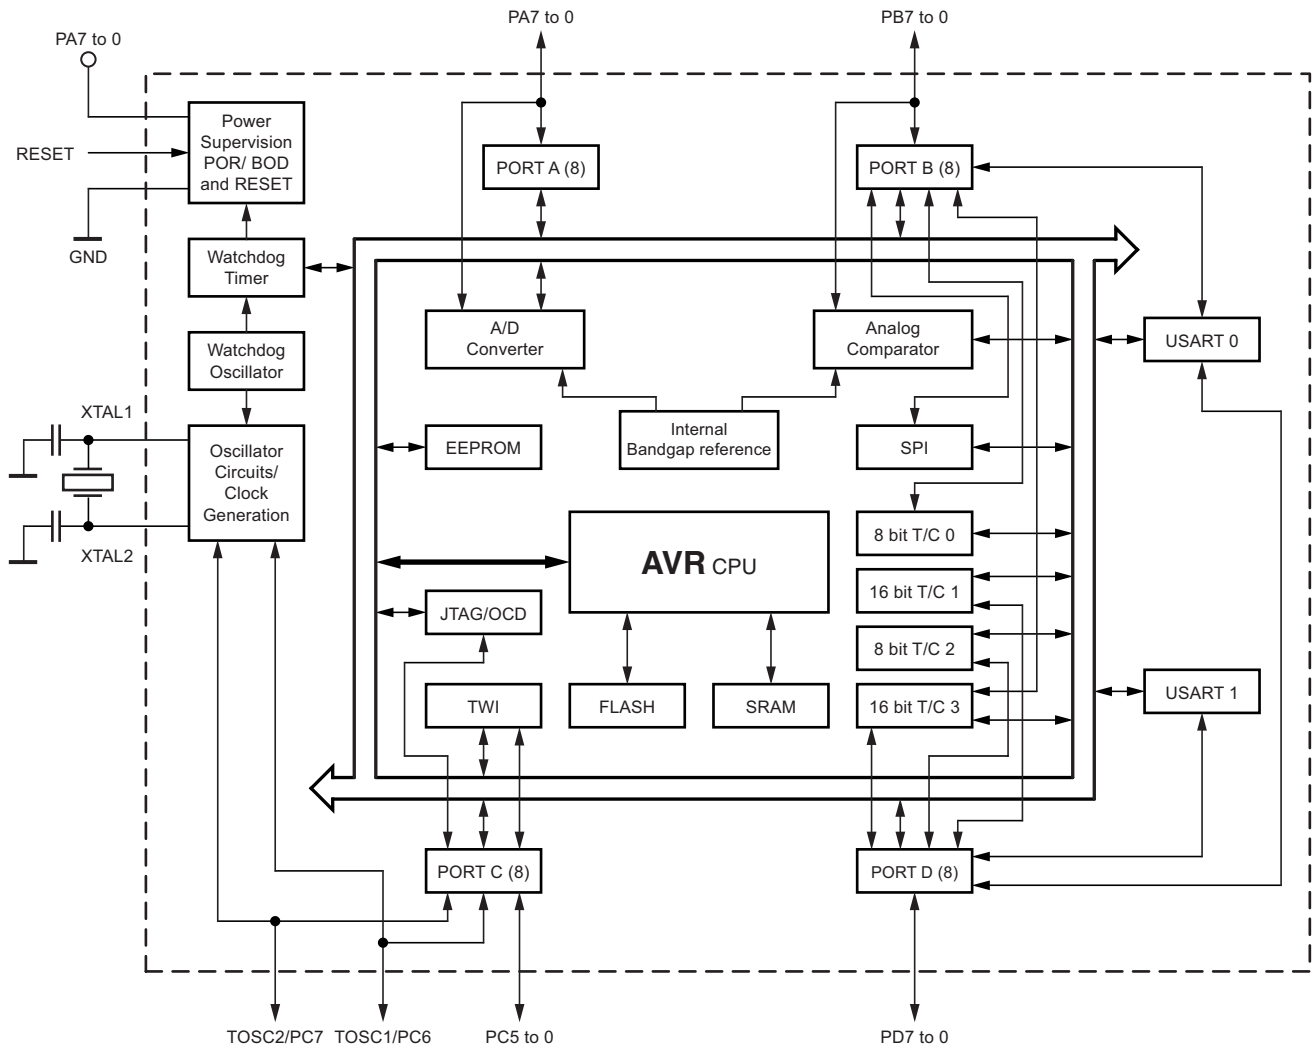 PA7 to 0
PB7 to 0
PA7 to 0
Power
Supervision
POR/ BOD
and RESET
RESET
PORT A (8)
PORT B (8)
GND
Watchdog
Timer
A/D
Converter
Analog
Comparator
USART 0
Watchdog
Oscillator
XTAL1
Internal
Bandgap reference
EEPROM
SPI
Oscillator
Circuits/
Clock
Generation
XTAL2
AVR CPU
8 bit T/C 0
16 bit T/C 1
JTAG/OCD
8 bit T/C 2
TWI
FLASH
SRAM
16 bit T/C 3
USART 1
PORT C (8)
PORT D (8)
TOSC2/PC7
TOSC1/PC6
PC5 to 0
PD7 to 0